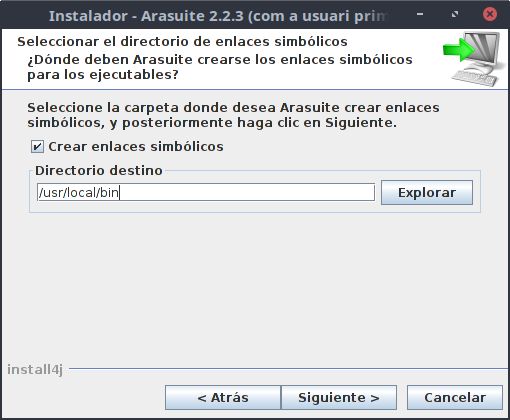 Instalador - Arasuite 2.2.3 (com a usuari prim
Seleccionar el directorio de enlaces simbólicos
¿Dónde deben Arasuite crearse los enlaces simbólicos
para los ejecutables?
Seleccione la carpeta donde desea Arasuite crear enlaces
simbólicos, y posteriormente haga clic en Siguiente.
Crear enlaces simbólicos
Directorio destino
/usr/local/bin
Explorar
install4j
< Atrás
Siguiente >
Cancelar